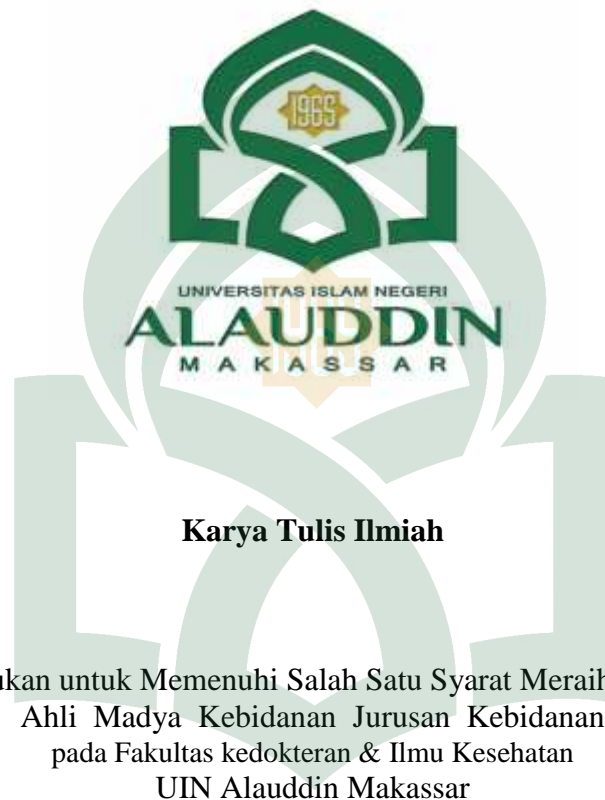 1965
UNIVERSITAS ISLAM NEGERI
ALAUDDIN
MAKASSAR
Karya Tulis Ilmiah
untuk Memenuhi Salah Satu Syarat Meraih
Ahli Madya Kebidanan Jurusan Kebidanan
pada Fakultas kedokteran & Ilmu Kesehatan
UIN Alauddin Makassar